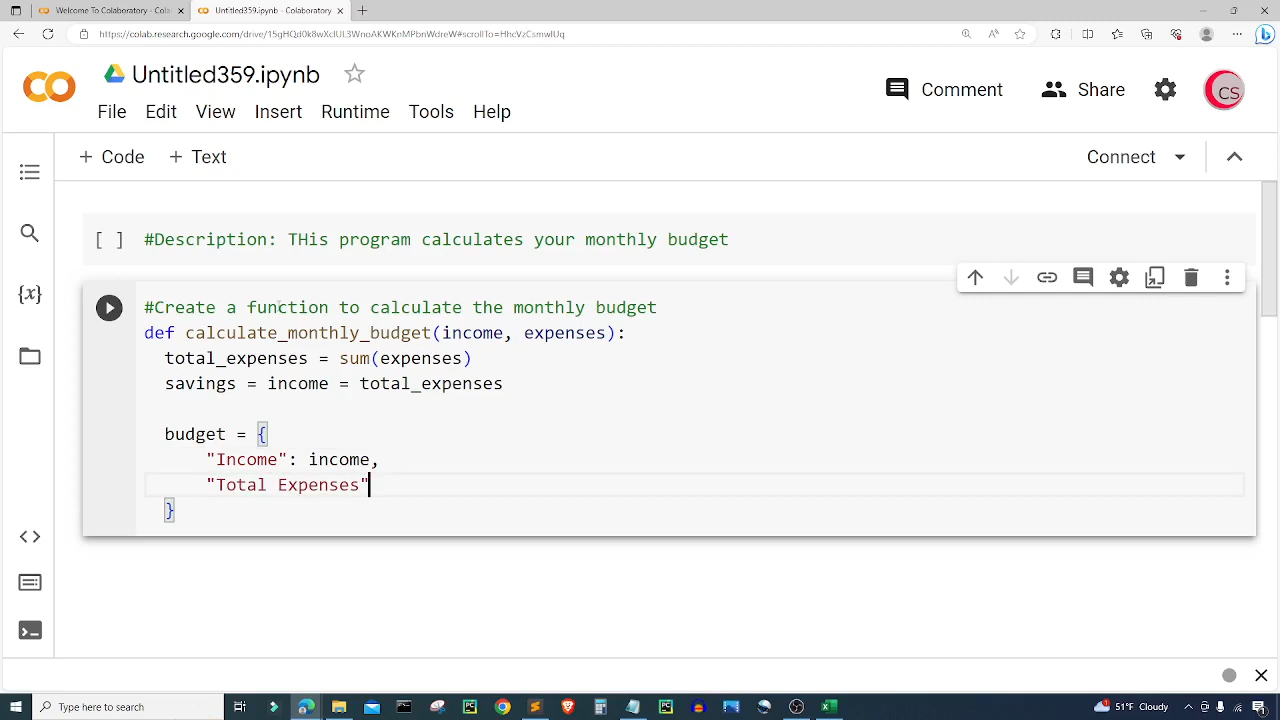 Welcome To Colaboratory - Cola
Untitled359.ipynb - Colaboratory
Untitled359.ipynb
File Edit View Insert Runtime Tools Help
Comment
Share
CS
+ Code + Text
Connect
[ ] #Description: THis program calculates your monthly budget
#Create a function to calculate the monthly budget
def calculate_monthly_budget(income, expenses):
total_expenses = sum(expenses)
savings = income = total_expenses
budget = {
"Income": income,
"Total Expenses"
}
{x}
Type here to search
51°F Cloudy